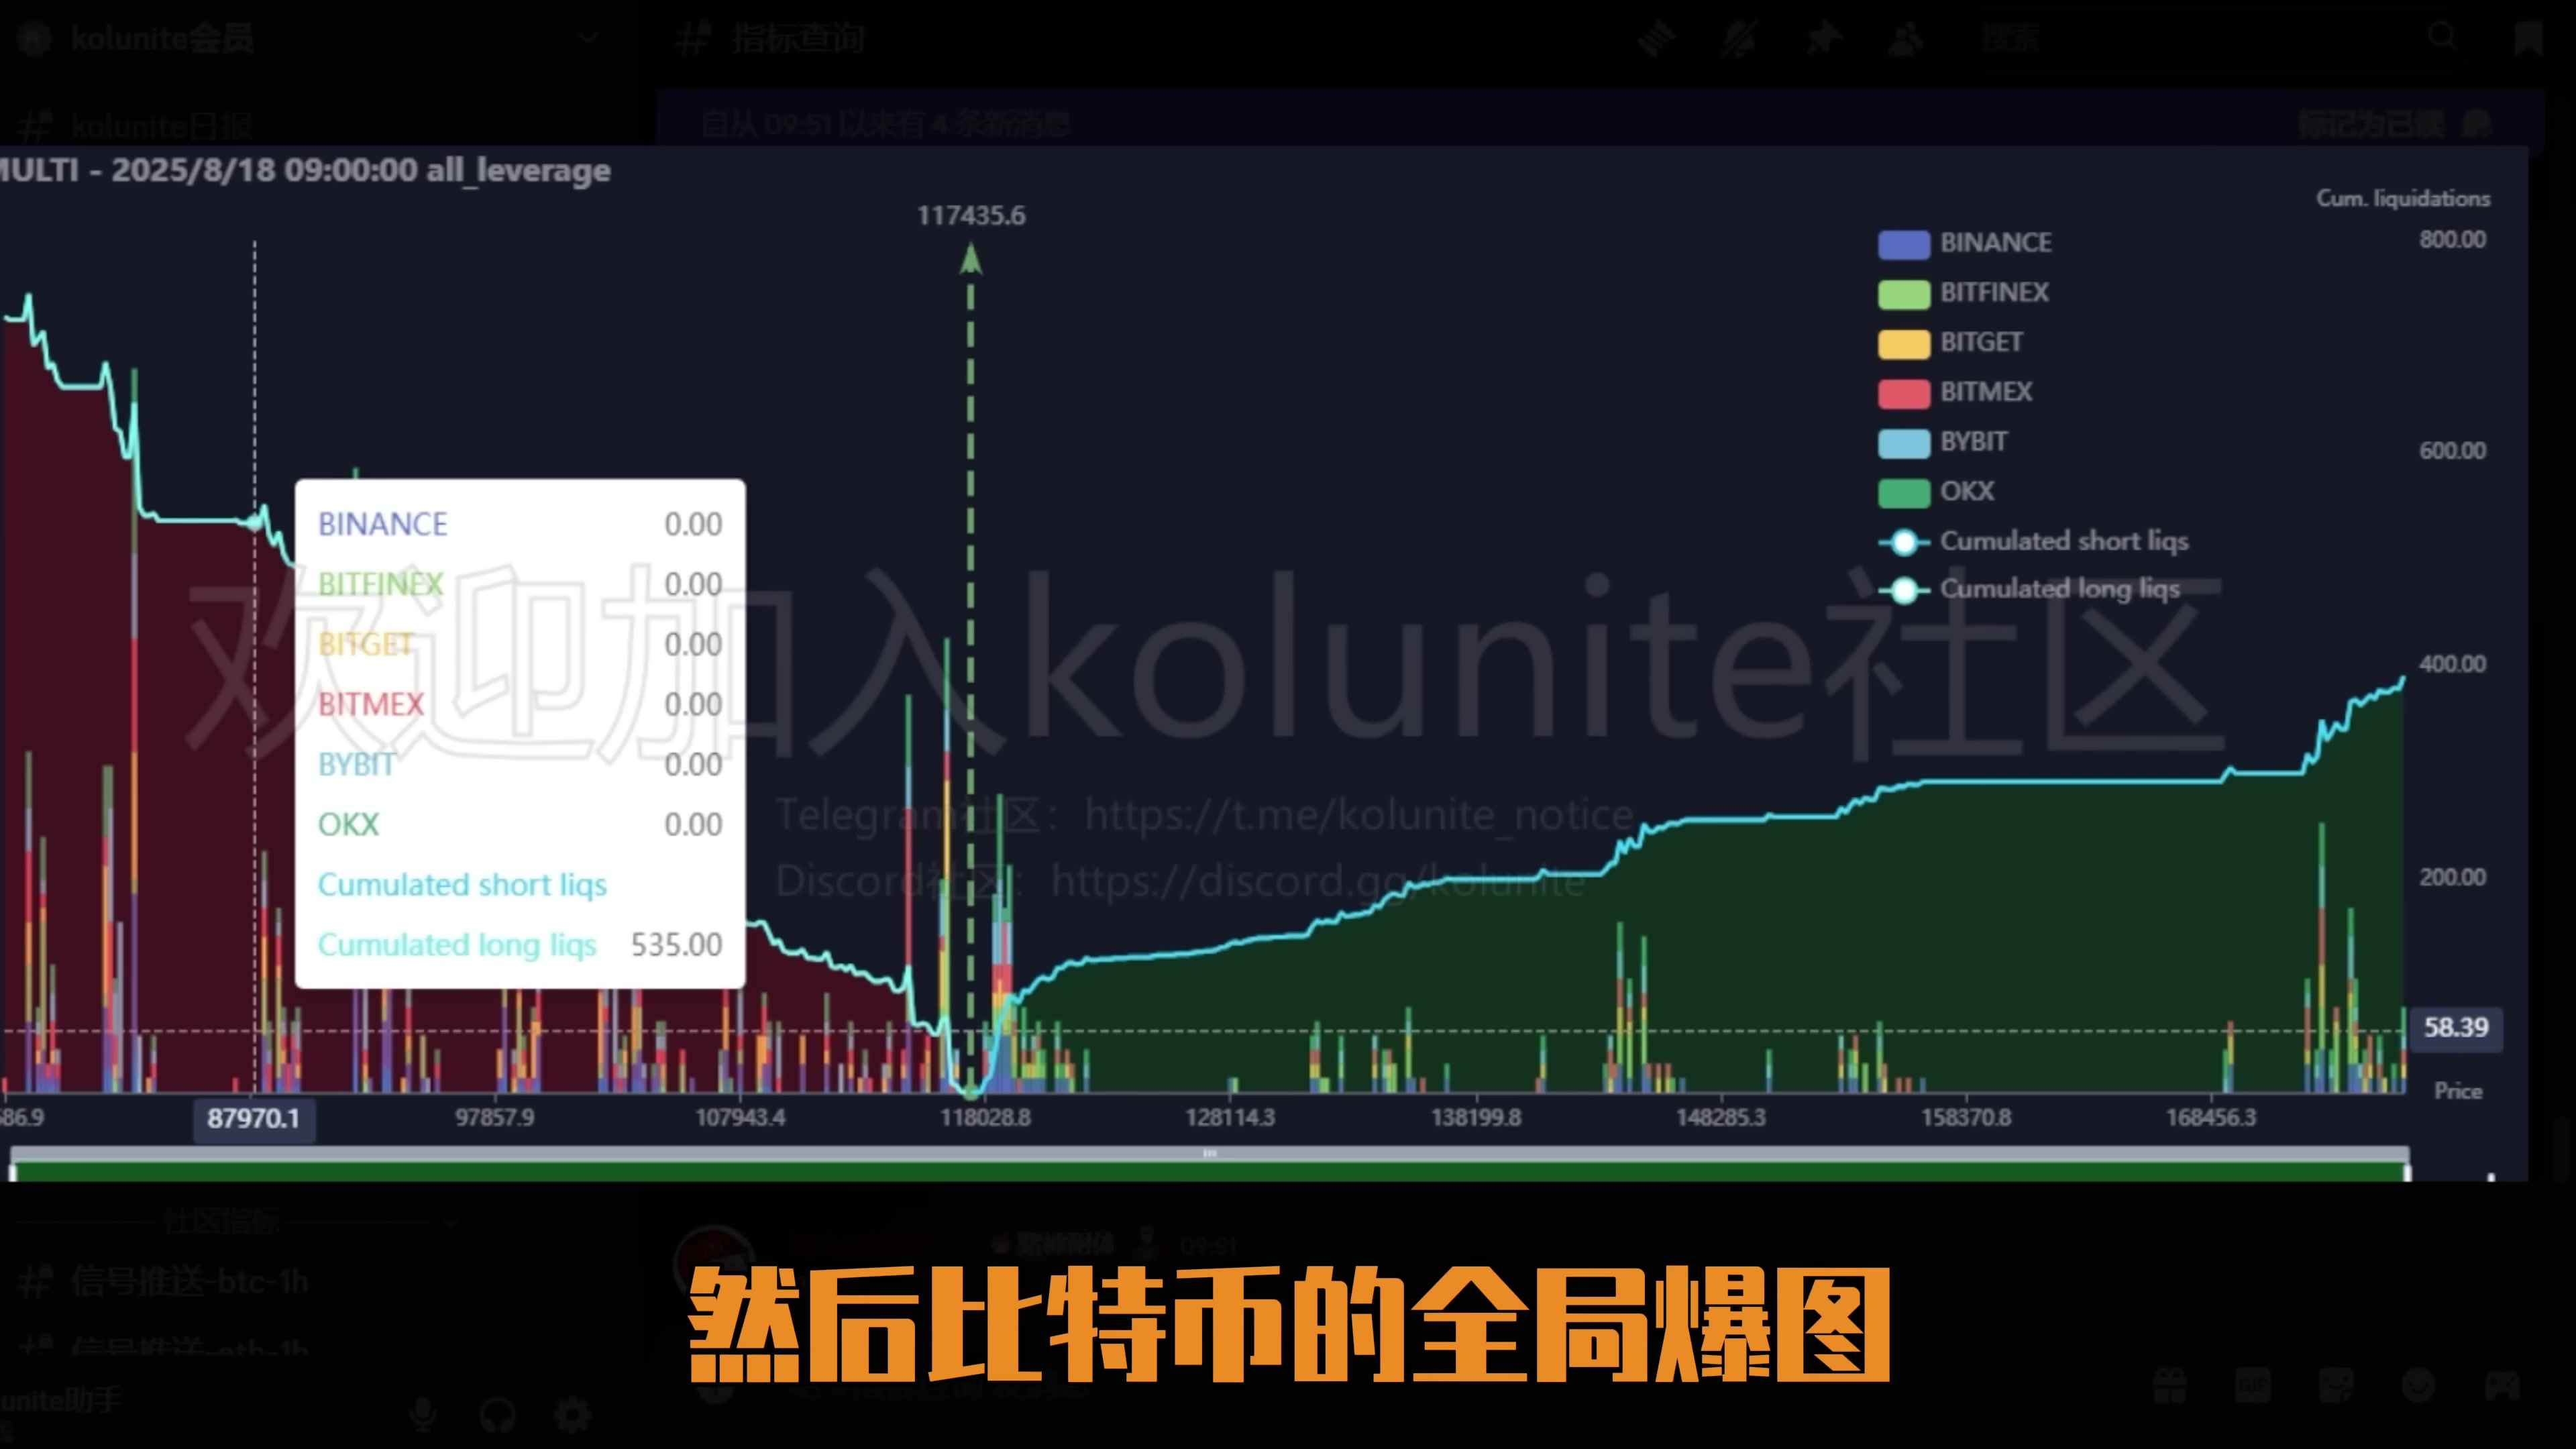 kolunite会员
指标查询
搜索
kolunite日报
自从 09:51 以来有 4 条新消息
标记为已读
MULTI - 2025/8/18 09:00:00 all_leverage
Cum. liquidations
117435.6
800.00
600.00
400.00
200.00
58.39
Price
BINANCE
BITFINEX
BITGET
BITMEX
BYBIT
OKX
Cumulated short liqs
Cumulated long liqs
BINANCE 0.00
BITFINEX 0.00
BITGET 0.00
BITMEX 0.00
BYBIT 0.00
OKX 0.00
Cumulated short liqs
Cumulated long liqs 535.00
欢迎加入kolunite社区
Telegram社区：https://t.me/kolunite_notice
Discord社区：https://discord.gg/kolunite
586.9 87970.1 97857.9 107943.4 118028.8 128114.3 138199.8 148285.3 158370.8 168456.3
社区指标
09:51
信号推送-btc-1h
信号推送-eth-1h
然后比特币的全局爆图
unite助手
GIF